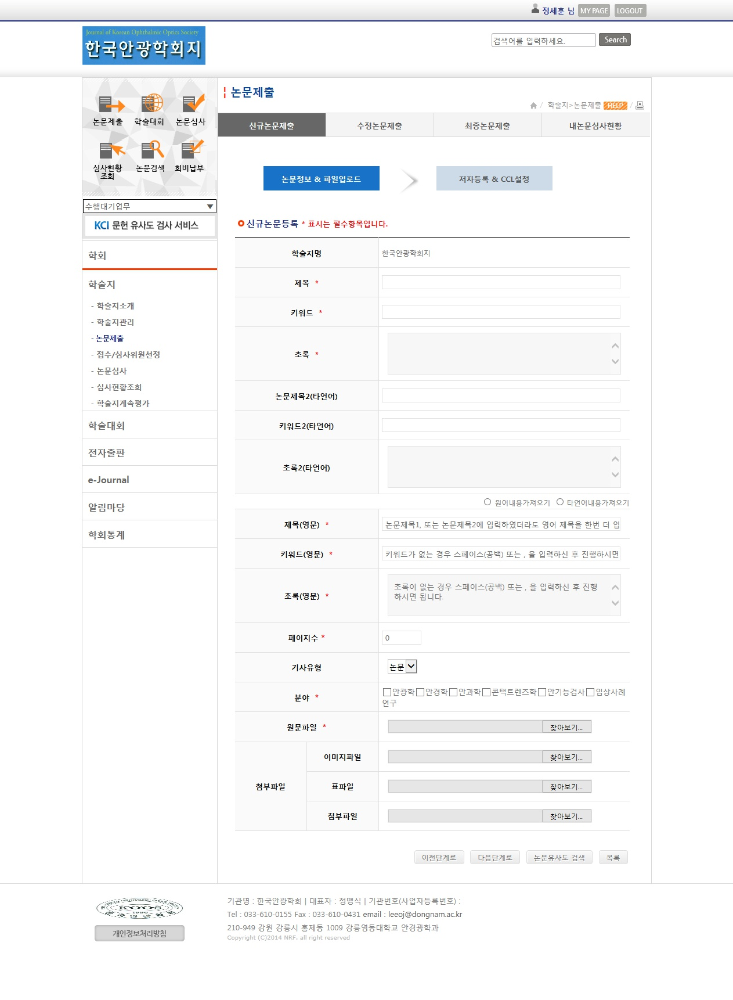 정세훈 님 MY PAGE LOGOUT
Journal of Korean Ophthalmic Optics Society
한국안광학회지
검색어를 입력하세요. Search
논문제출 학술대회 논문심사
심사현황 조회 논문검색 회비납부
수행대기업무
KCI 문헌 유사도 검사 서비스
학회
학술지
- 학술지소개
- 학술지관리
- 논문제출
- 접수/심사위원선정
- 논문심사
- 심사현황조회
- 학술지계속평가
학술대회
전자출판
e-Journal
알림마당
학회통계
논문제출
/ 학술지>논문제출 HELP /
신규논문제출 수정논문제출 최종논문제출 내논문심사현황
논문정보 & 파일업로드 저자등록 & CCL설정
신규논문등록 * 표시는 필수항목입니다.
학술지명 한국안광학회지
제목 *
키워드 *
초록 *
논문제목2(타언어)
키워드2(타언어)
초록2(타언어)
원어내용가져오기 타언어내용가져오기
제목(영문) * 논문제목1, 또는 논문제목2에 입력하였더라도 영어 제목을 한번 더 입
키워드(영문) * 키워드가 없는 경우 스페이스(공백) 또는 , 을 입력하신 후 진행하시면
초록(영문) * 초록이 없는 경우 스페이스(공백) 또는 , 을 입력하신 후 진행
하시면 됩니다.
페이지수 * 0
기사유형 논문
분야 * 안광학 안경학 안과학 콘택트렌즈학 안기능검사 임상사례
연구
원문파일 * 찾아보기...
첨부파일
이미지파일 찾아보기...
표파일 찾아보기...
첨부파일 찾아보기...
이전단계로 다음단계로 논문유사도 검색 목록
KOOS
1996
개인정보처리방침
기관명 : 한국안광학회 | 대표자 : 정맹식 | 기관번호(사업자등록번호) :
Tel : 033-610-0155 Fax : 033-610-0431 email : leeoj@dongnam.ac.kr
210-949 강원 강릉시 홍제동 1009 강릉영동대학교 안경광학과
Copyright (C)2014 NRF. all right reserved